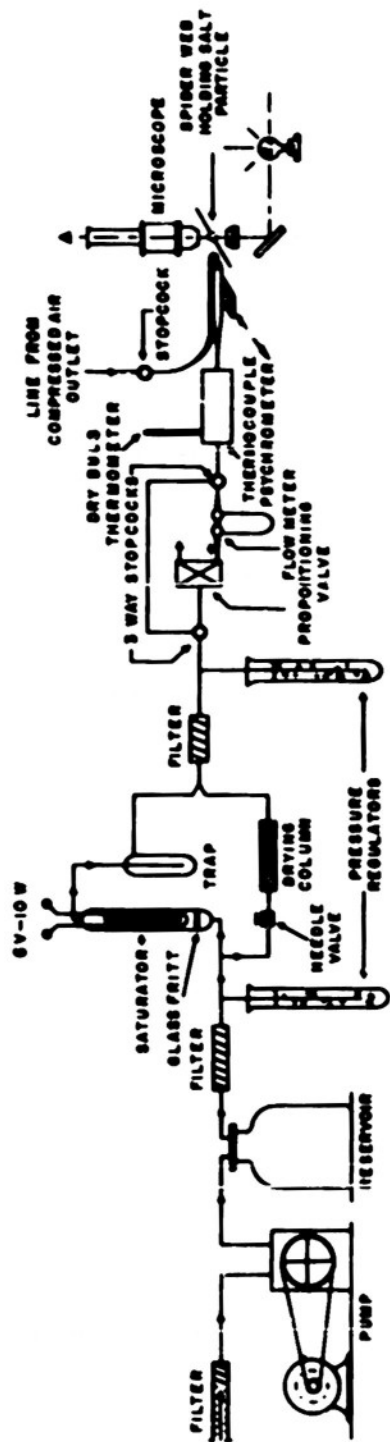 FILTER
PUMP
RESERVOIR
FILTER
6V-10W
SATURATOR
GLASS FRITT
TRAP
NEEDLE
VALVE
DRYING
COLUMN
PRESSURE
REGULATORS
FILTER
3 WAY STOPCOCKS
DRY BULB
THERMOMETER
PROPORTIONING
VALVE
FLOW METER
THERMOCOUPLE
PSYCHROMETER
LINE FROM
COMPRESSED AIR
OUTLET
STOPCOCK
MICROSCOPE
SPIDER WEB
HOLDING SALT
PARTICLE